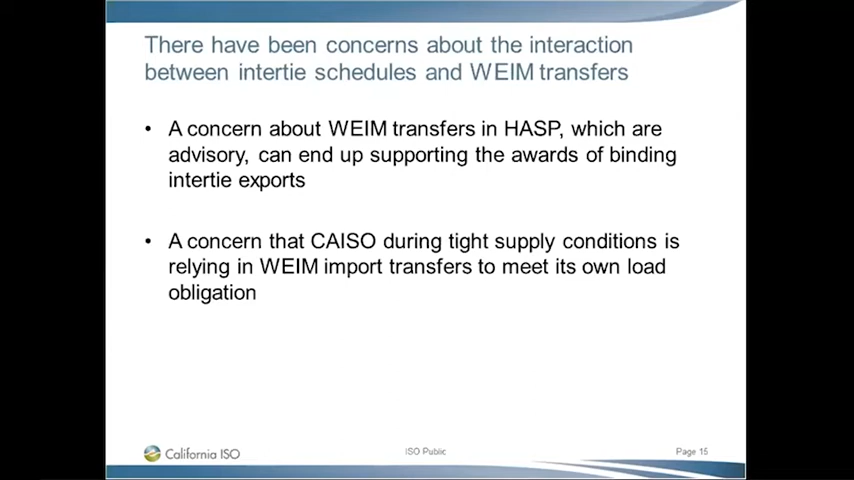 There have been concerns about the interaction
between intertie schedules and WEIM transfers
• A concern about WEIM transfers in HASP, which are
advisory, can end up supporting the awards of binding
intertie exports
• A concern that CAISO during tight supply conditions is
relying in WEIM import transfers to meet its own load
obligation
California ISO
ISO Public
Page 15